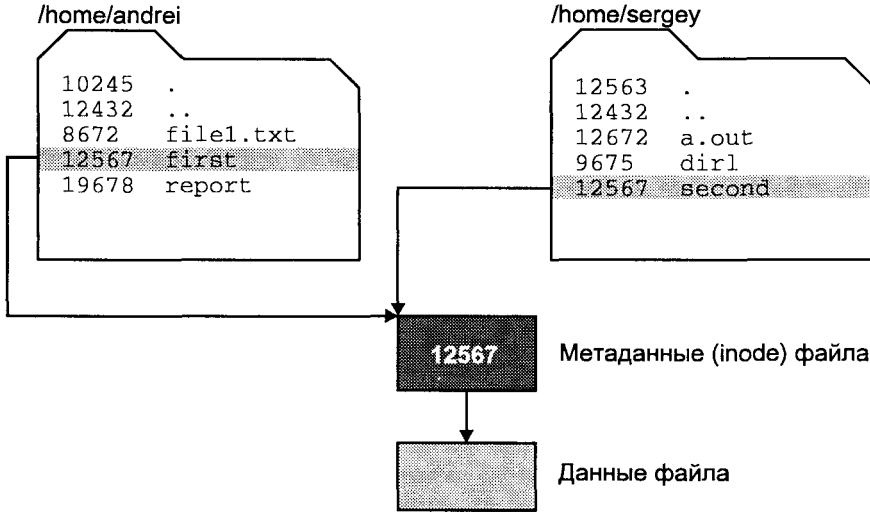 /home/andrei
10245 .
12432 ..
8672 file1.txt
12567 first
19678 report
/home/sergey
12563 .
12432 ..
12672 a.out
9675 dirl
12567 second
12567
Метаданные (inode) файла
Данные файла